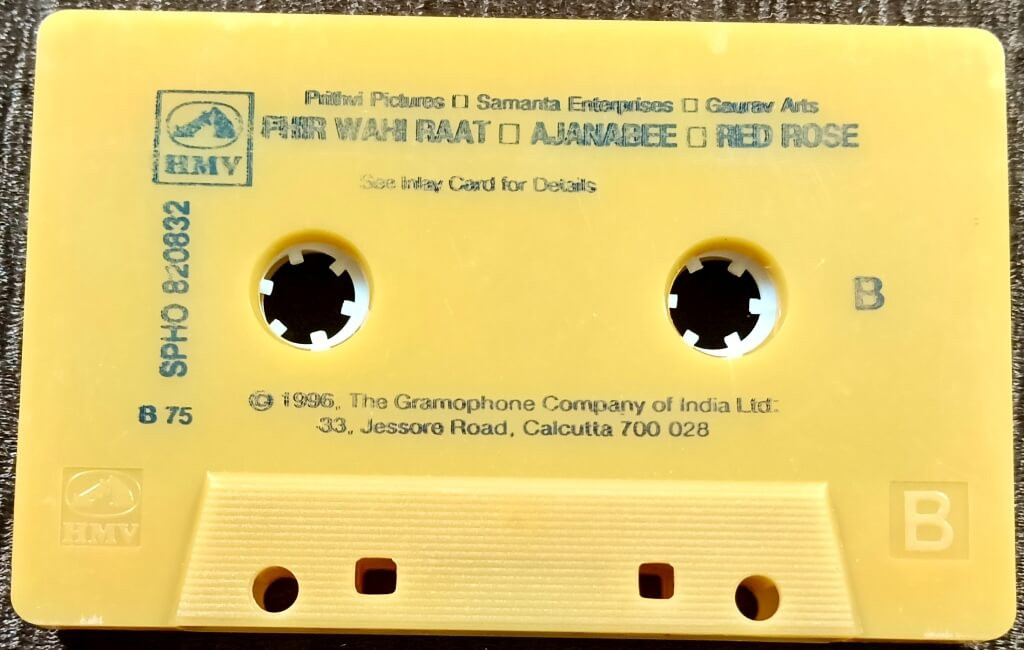 Prithvi Pictures □ Samanta Enterprises □ Gaurav Arts
PHIR WAHI RAAT □ AJANABEE □ RED ROSE
HMV
See Inlay Card for Details
SPHO 820832
B
B 75
© 1996, The Gramophone Company of India Ltd.
33, Jessore Road, Calcutta 700 028
HMV
B